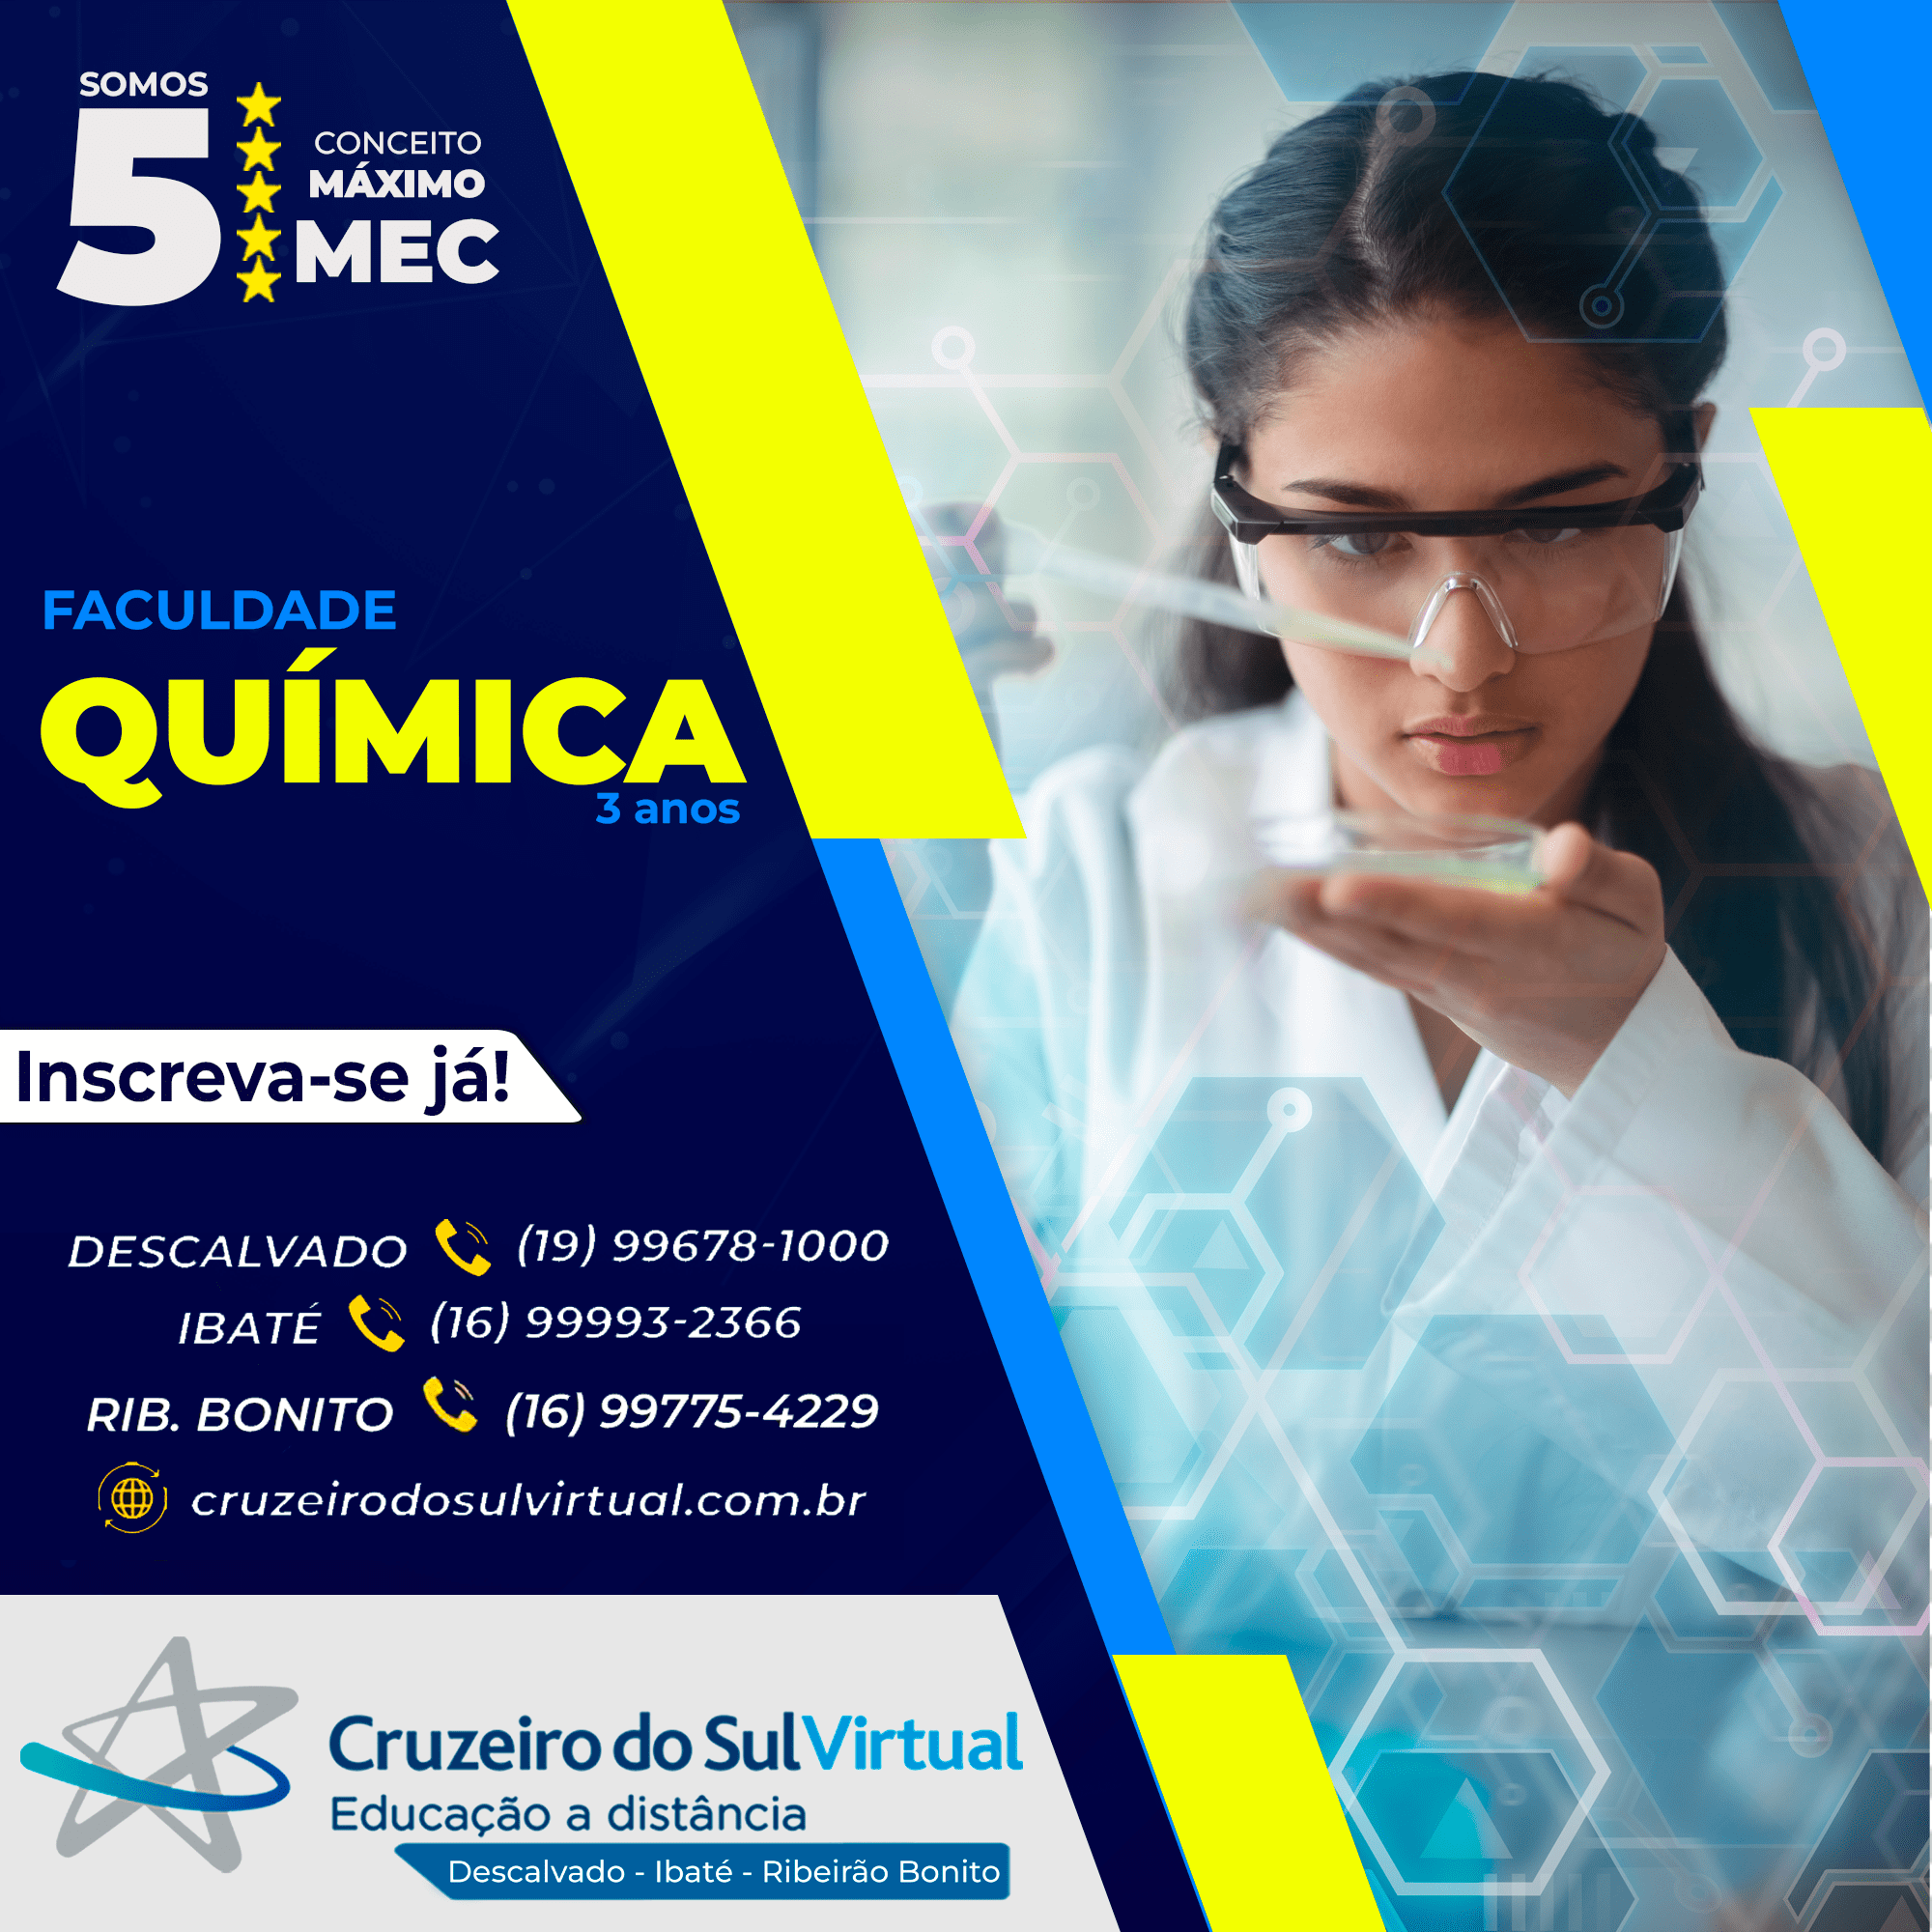 SOMOS
5
CONCEITO
MÁXIMO
MEC
FACULDADE
QUÍMICA
3 anos
Inscreva-se já!
DESCALVADO (19) 99678-1000
IBATÉ (16) 99993-2366
RIB. BONITO (16) 99775-4229
cruzeirodosulvirtual.com.br
Cruzeiro do Sul Virtual
Educação a distância
Descalvado - Ibaté - Ribeirão Bonito